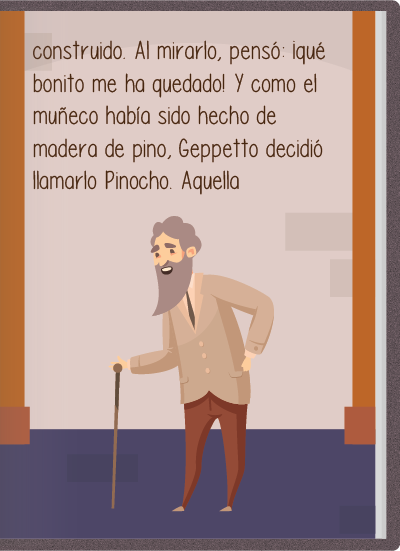 construido. Al mirarlo, pensó: ¡qué
bonito me ha quedado! Y como el
muñeco había sido hecho de
madera de pino, Geppetto decidió
llamarlo Pinocho. Aquella